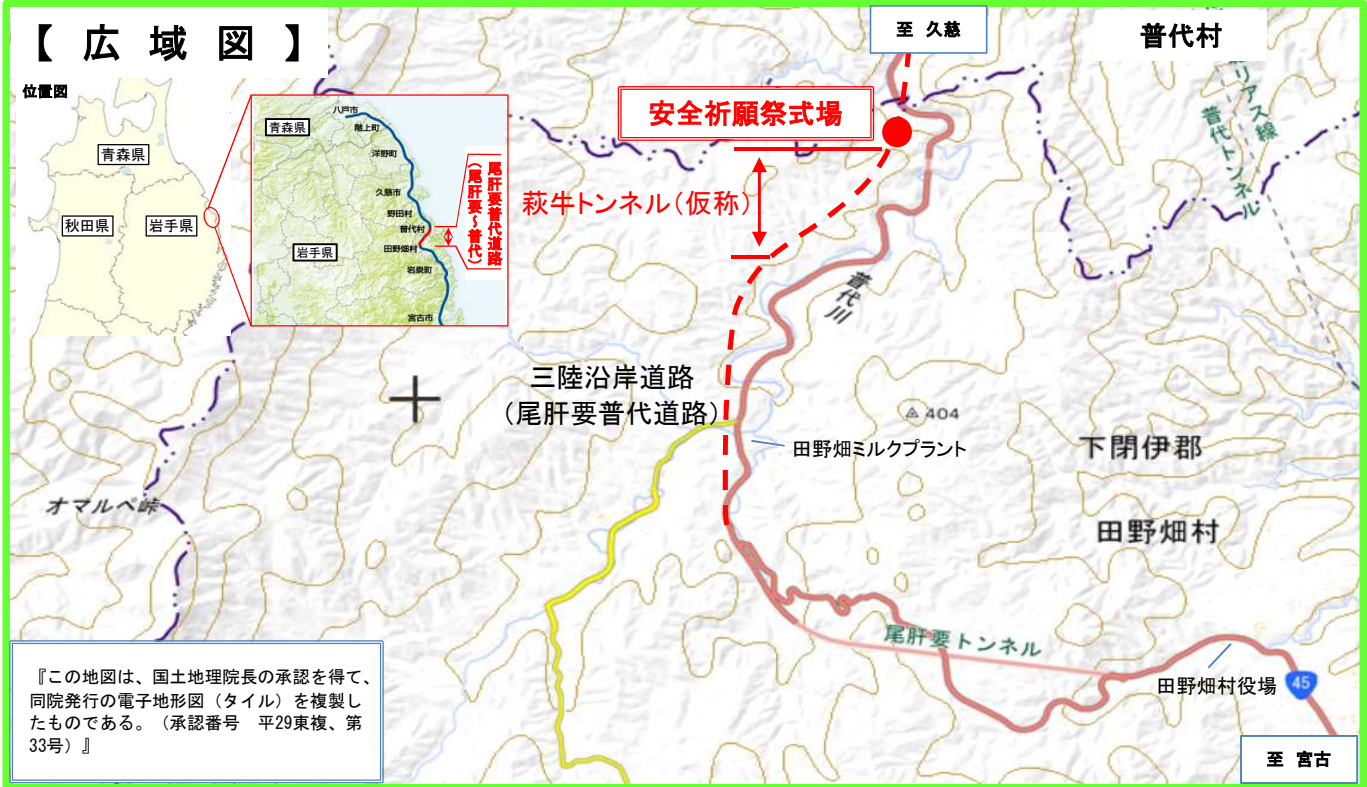 【 広 域 図 】
至 久慈
普代村
位置図
青森県
秋田県
岩手県
八戸市
青森県
階上町
洋野町
久慈市
野田村
普代村
田野畑村
岩手県
岩泉町
宮古市
尾肝要普代道路
(尾肝要~普代)
安全祈願祭式場
萩牛トンネル(仮称)
リアス線
普代トンネル
普代川
三陸沿岸道路
(尾肝要普代道路)
404
田野畑ミルクプラント
下閉伊郡
田野畑村
オマルペ峠
尾肝要トンネル
田野畑村役場
45
至 宮古
『この地図は、国土地理院長の承認を得て、
同院発行の電子地形図(タイル)を複製し
たものである。(承認番号 平29東複、第
33号)』